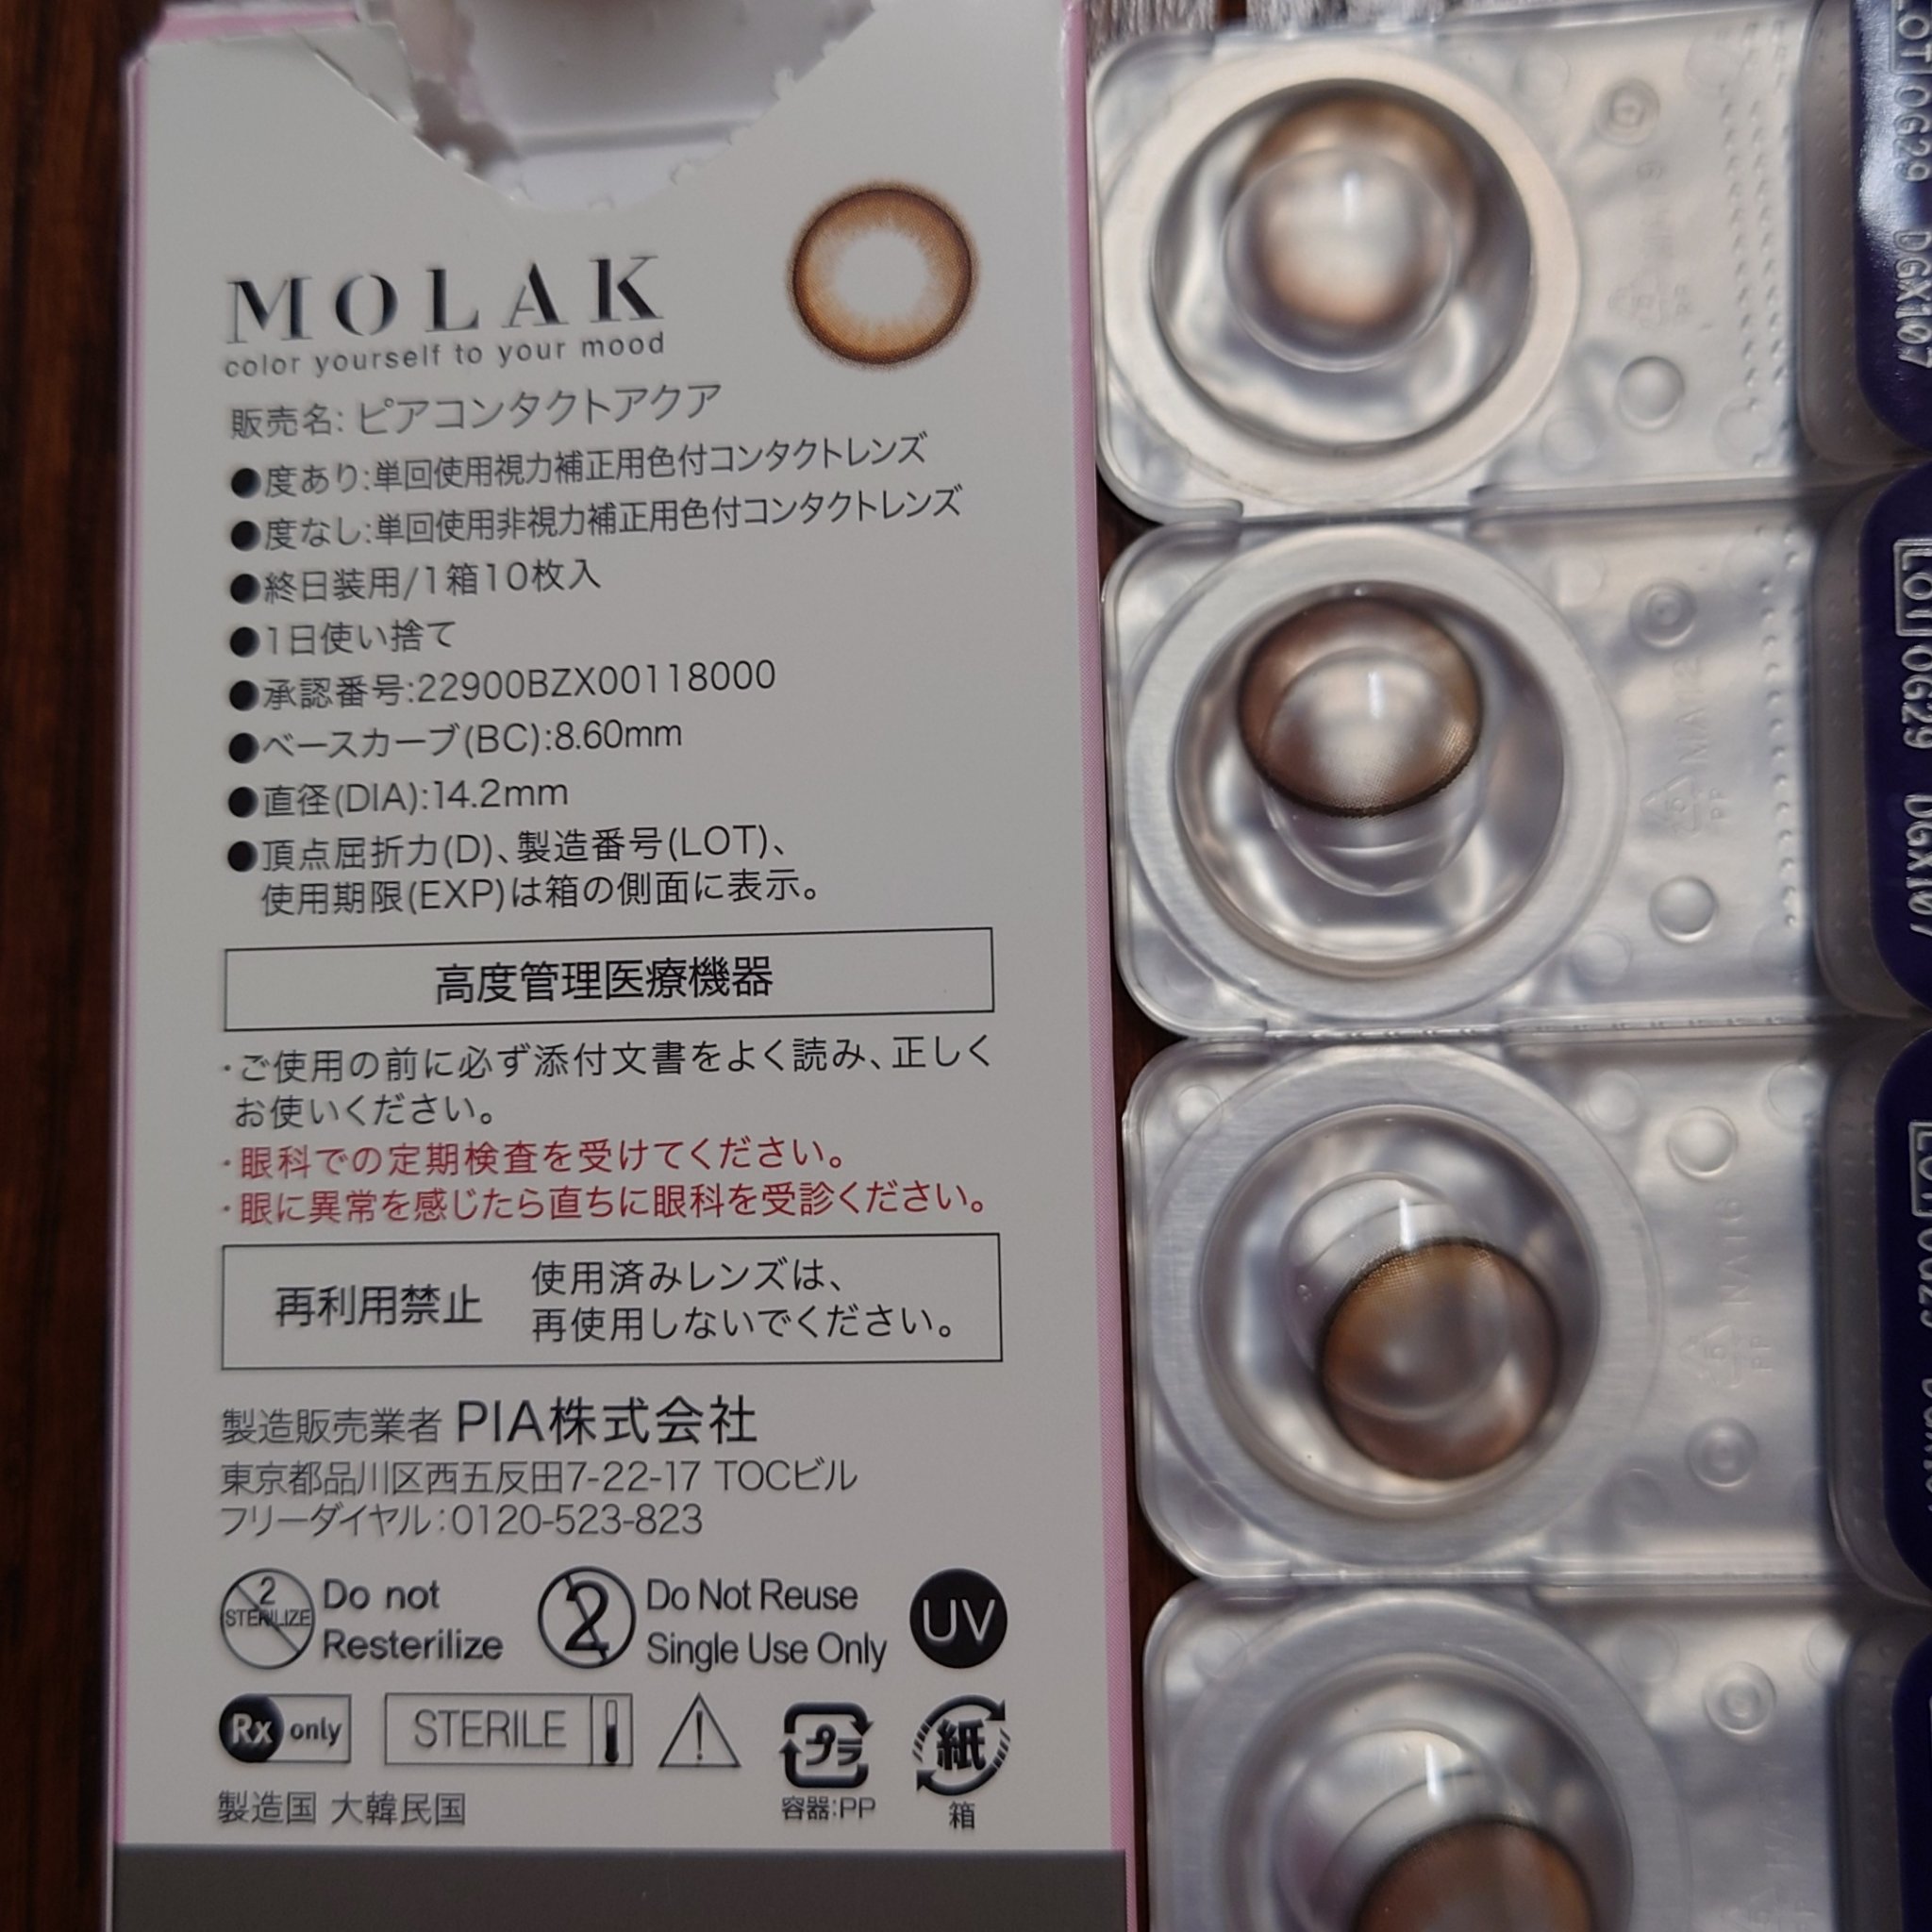 MOLAK
color yourself to your mood
販売名: ピアコンタクトアクア
●度あり:単回使用視力補正用色付コンタクトレンズ
●度なし:単回使用非視力補正用色付コンタクトレンズ
●終日装用/1箱10枚入
●1日使い捨て
●承認番号:22900BZX00118000
●ベースカーブ(BC):8.60mm
●直径(DIA):14.2mm
●頂点屈折力(D)、製造番号(LOT)、
使用期限(EXP)は箱の側面に表示。
高度管理医療機器
・ご使用の前に必ず添付文書をよく読み、正しく
お使いください。
・眼科での定期検査を受けてください。
・眼に異常を感じたら直ちに眼科を受診ください。
再利用禁止
使用済みレンズは、
再使用しないでください。
製造販売業者 PIA株式会社
東京都品川区西五反田7-22-17 TOCビル
フリーダイヤル:0120-523-823
2
STERILIZE
Do not
Resterilize
2
Do Not Reuse
Single Use Only
UV
Rx only
STERILE
プラ
容器:PP
紙
箱
製造国 大韓民国
LOT OG29 DGX107
LOT OG29 DGX107